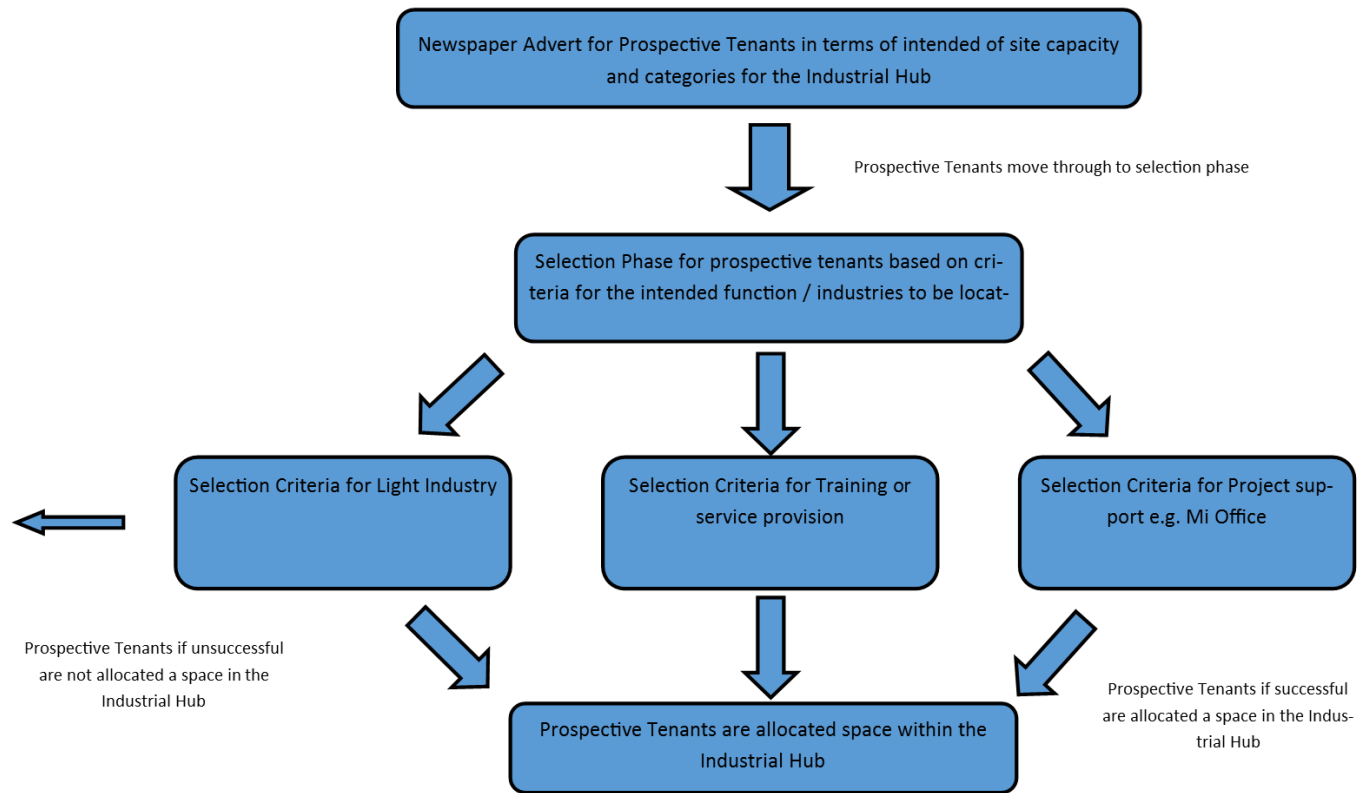 Newspaper Advert for Prospective Tenants in terms of intended of site capacity
and categories for the Industrial Hub
Prospective Tenants move through to selection phase
Selection Phase for prospective tenants based on cri-
teria for the intended function / industries to be locat-
Selection Criteria for Light Industry
Selection Criteria for Training or
service provision
Selection Criteria for Project sup-
port e.g. Mi Office
Prospective Tenants if unsuccessful
are not allocated a space in the
Industrial Hub
Prospective Tenants if successful
are allocated a space in the Indus-
trial Hub
Prospective Tenants are allocated space within the
Industrial Hub